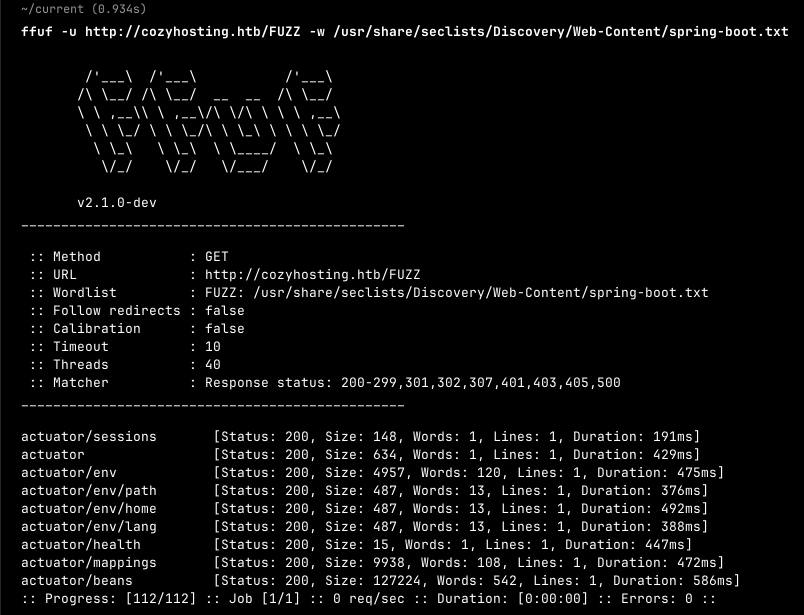 ~/current (0.934s)
ffuf -u http://cozyhosting.htb/FUZZ -w /usr/share/seclists/Discovery/Web-Content/spring-boot.txt
        /'___\  /'___\           /'___\
       /\ \__/ /\ \__/  __  __  /\ \__/
       \ \ ,__\\ \ ,__\/\ \/\ \ \ \ ,__\
        \ \ \_/ \ \ \_/\ \ \_\ \ \ \ \_/
         \ \_\   \ \_\  \ \____/  \ \_\
          \/_/    \/_/   \/___/    \/_/
       v2.1.0-dev
________________________________________________
 :: Method           : GET
 :: URL              : http://cozyhosting.htb/FUZZ
 :: Wordlist         : FUZZ: /usr/share/seclists/Discovery/Web-Content/spring-boot.txt
 :: Follow redirects : false
 :: Calibration      : false
 :: Timeout          : 10
 :: Threads          : 40
 :: Matcher          : Response status: 200-299,301,302,307,401,403,405,500
________________________________________________
actuator/sessions       [Status: 200, Size: 148, Words: 1, Lines: 1, Duration: 191ms]
actuator                [Status: 200, Size: 634, Words: 1, Lines: 1, Duration: 429ms]
actuator/env            [Status: 200, Size: 4957, Words: 120, Lines: 1, Duration: 475ms]
actuator/env/path       [Status: 200, Size: 487, Words: 13, Lines: 1, Duration: 376ms]
actuator/env/home       [Status: 200, Size: 487, Words: 13, Lines: 1, Duration: 492ms]
actuator/env/lang       [Status: 200, Size: 487, Words: 13, Lines: 1, Duration: 388ms]
actuator/health         [Status: 200, Size: 15, Words: 1, Lines: 1, Duration: 447ms]
actuator/mappings       [Status: 200, Size: 9938, Words: 108, Lines: 1, Duration: 472ms]
actuator/beans          [Status: 200, Size: 127224, Words: 542, Lines: 1, Duration: 586ms]
:: Progress: [112/112] :: Job [1/1] :: 0 req/sec :: Duration: [0:00:00] :: Errors: 0 ::